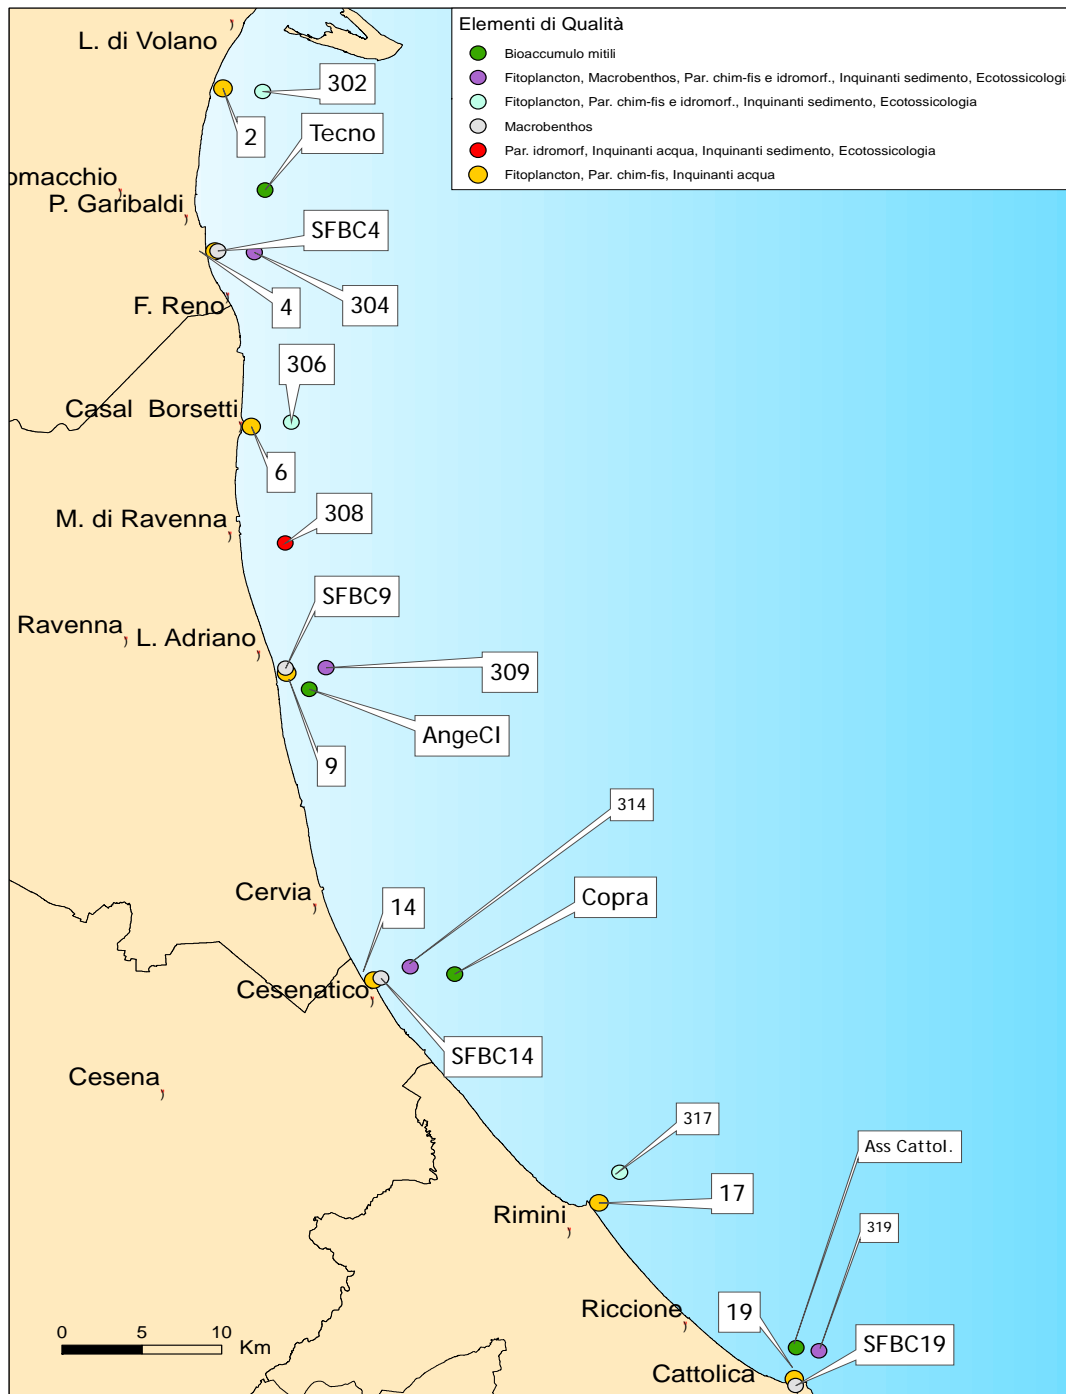 Elementi di Qualità
Bioaccumulo mitili
Fitoplancton, Macrobenthos, Par. chim-fis e idromorf., Inquinanti sedimento, Ecotossicologia
Fitoplancton, Par. chim-fis e idromorf., Inquinanti sedimento, Ecotossicologia
Macrobenthos
Par. idromorf, Inquinanti acqua, Inquinanti sedimento, Ecotossicologia
Fitoplancton, Par. chim-fis, Inquinanti acqua
L. di Volano
302
2
Tecno
omacchio
P. Garibaldi
SFBC4
304
4
F. Reno
306
Casal Borsetti
6
308
M. di Ravenna
SFBC9
Ravenna
L. Adriano
309
AngeCl
9
314
Cervia
14
Copra
Cesenatico
SFBC14
Cesena
317
Ass Cattol.
17
Rimini
319
Riccione
19
SFBC19
Cattolica
0 5 10
Km